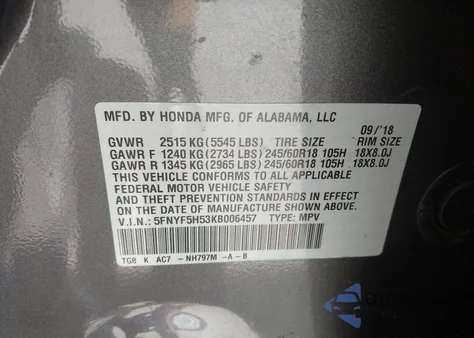 MFD. BY HONDA MFG. OF ALABAMA, LLC
09/'18
GVWR 2515 KG (5545 LBS) TIRE SIZE RIM SIZE
GAWR F 1240 KG (2734 LBS) 245/60R18 105H 18X8.0J
GAWR R 1345 KG (2965 LBS) 245/60R18 105H 18X8.0J
THIS VEHICLE CONFORMS TO ALL APPLICABLE
FEDERAL MOTOR VEHICLE SAFETY
AND THEFT PREVENTION STANDARDS IN EFFECT
ON THE DATE OF MANUFACTURE SHOWN ABOVE.
V.I.N.: 5FNYF5H53KB006457 TYPE: MPV
TG8 K AC7 -NH797M -A-B